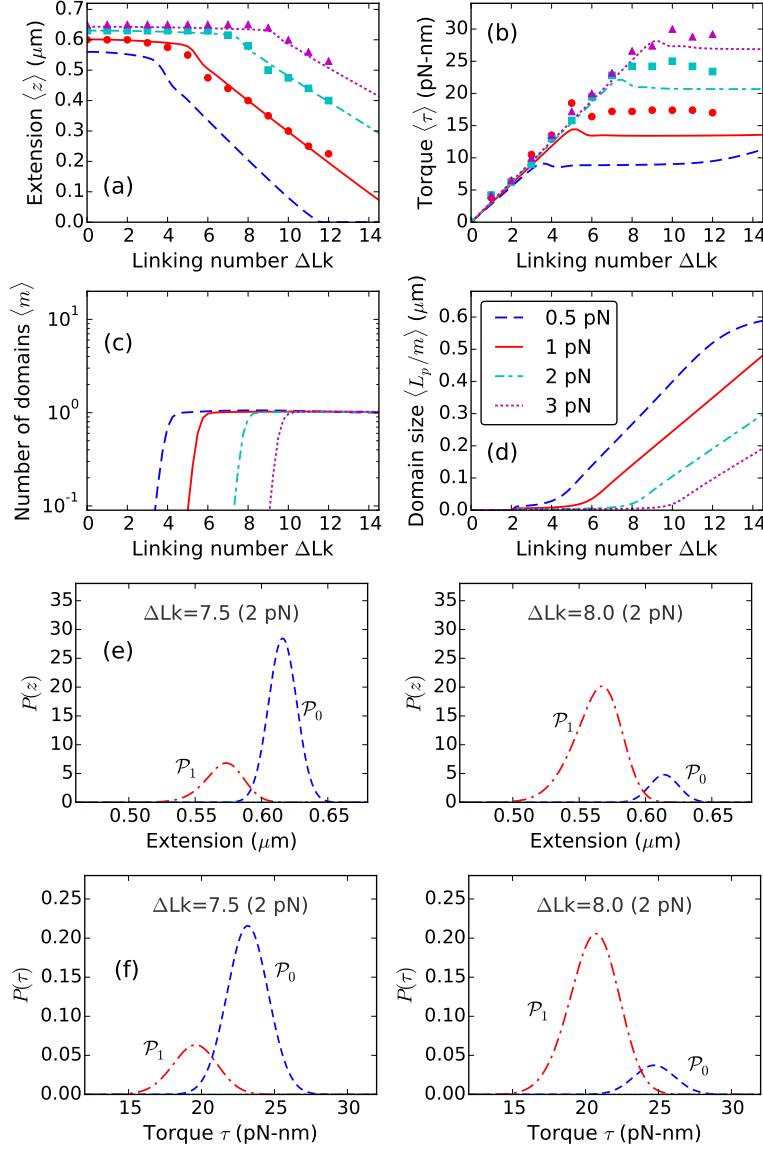 0.7
0.6
0.5
0.4
0.3
0.2
0.1
0.0
0 2 4 6 8 10 12 14
Extension ⟨z⟩ (μm)
Linking number ΔLk
(a)
35
30
25
20
15
10
5
0
0 2 4 6 8 10 12 14
Torque ⟨τ⟩ (pN-nm)
Linking number ΔLk
(b)
10¹
10⁰
10⁻¹
0 2 4 6 8 10 12 14
Number of domains ⟨m⟩
Linking number ΔLk
(c)
0.6
0.5
0.4
0.3
0.2
0.1
0.0
0 2 4 6 8 10 12 14
Domain size ⟨Lₚ/m⟩ (μm)
Linking number ΔLk
0.5 pN
1 pN
2 pN
3 pN
(d)
35
30
25
20
15
10
5
0
0.50 0.55 0.60 0.65
P(z)
Extension (μm)
ΔLk=7.5 (2 pN)
(e)
𝒫₀
𝒫₁
35
30
25
20
15
10
5
0
0.50 0.55 0.60 0.65
P(z)
Extension (μm)
ΔLk=8.0 (2 pN)
𝒫₁
𝒫₀
0.25
0.20
0.15
0.10
0.05
0.00
15 20 25 30
P(τ)
Torque τ (pN-nm)
ΔLk=7.5 (2 pN)
(f)
𝒫₀
𝒫₁
0.25
0.20
0.15
0.10
0.05
0.00
15 20 25 30
P(τ)
Torque τ (pN-nm)
ΔLk=8.0 (2 pN)
𝒫₁
𝒫₀